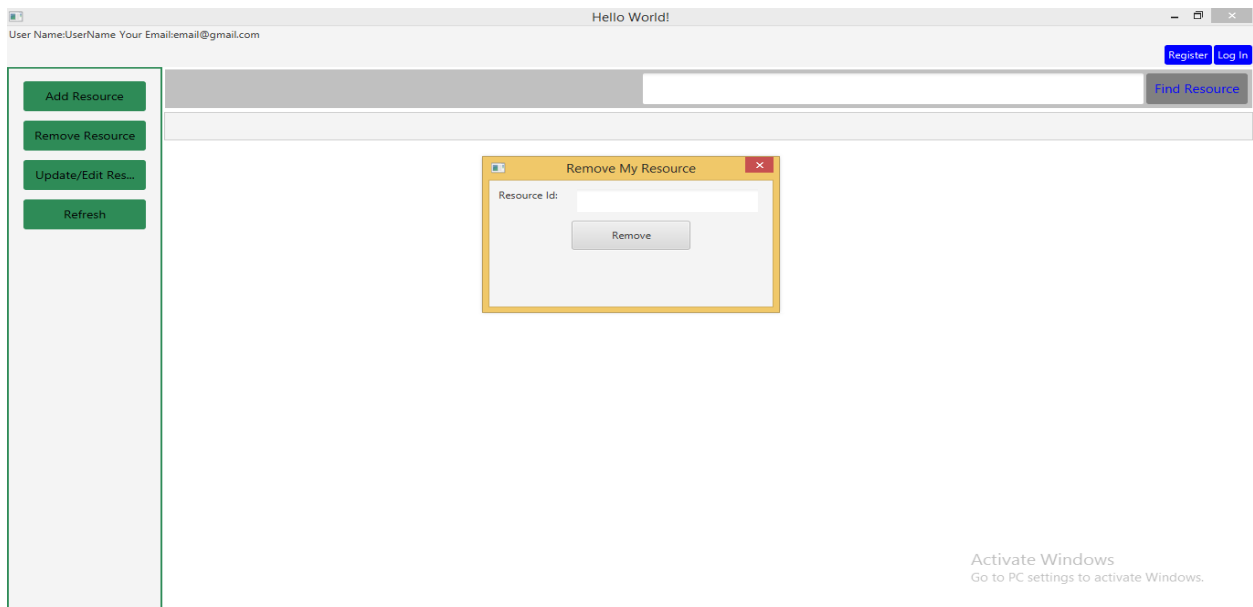 Hello World!
User Name:UserName Your Email:email@gmail.com
Register Log In
Add Resource
Find Resource
Remove Resource
Update/Edit Res...
Refresh
Remove My Resource
Resource Id:
Remove
Activate Windows
Go to PC settings to activate Windows.